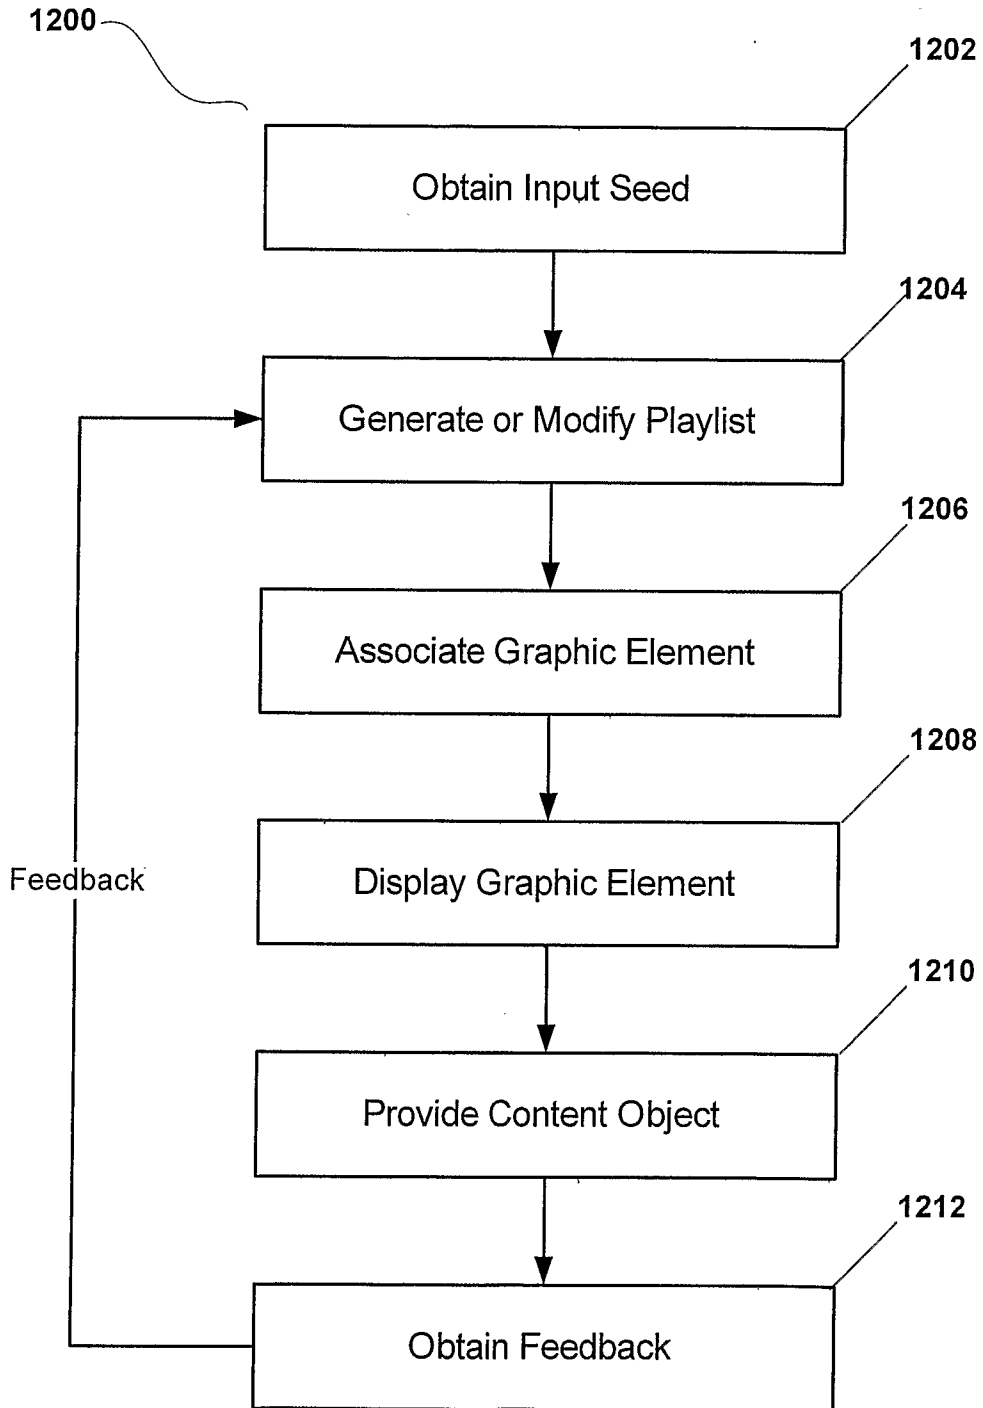 1200
1202
Obtain Input Seed
1204
Generate or Modify Playlist
1206
Associate Graphic Element
1208
Display Graphic Element
Feedback
1210
Provide Content Object
1212
Obtain Feedback